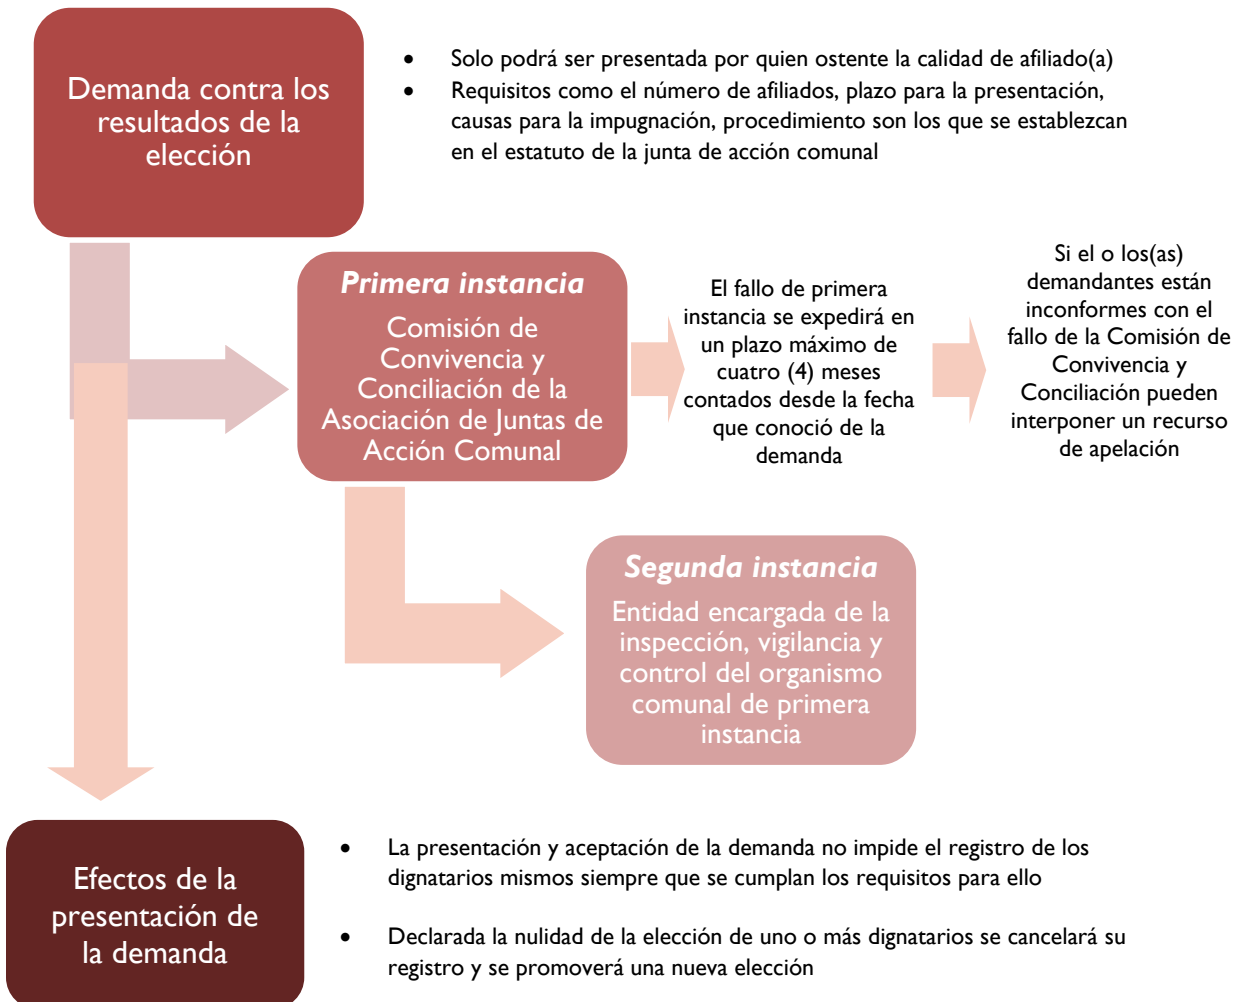 Demanda contra los
resultados de la
elección
• Solo podrá ser presentada por quien ostente la calidad de afiliado(a)
• Requisitos como el número de afiliados, plazo para la presentación,
causas para la impugnación, procedimiento son los que se establezcan
en el estatuto de la junta de acción comunal
Primera instancia
Comisión de
Convivencia y
Conciliación de la
Asociación de Juntas de
Acción Comunal
El fallo de primera
instancia se expedirá en
un plazo máximo de
cuatro (4) meses
contados desde la fecha
que conoció de la
demanda
Si el o los(as)
demandantes están
inconformes con el
fallo de la Comisión de
Convivencia y
Conciliación pueden
interponer un recurso
de apelación
Segunda instancia
Entidad encargada de la
inspección, vigilancia y
control del organismo
comunal de primera
instancia
Efectos de la
presentación de
la demanda
• La presentación y aceptación de la demanda no impide el registro de los
dignatarios mismos siempre que se cumplan los requisitos para ello
• Declarada la nulidad de la elección de uno o más dignatarios se cancelará su
registro y se promoverá una nueva elección